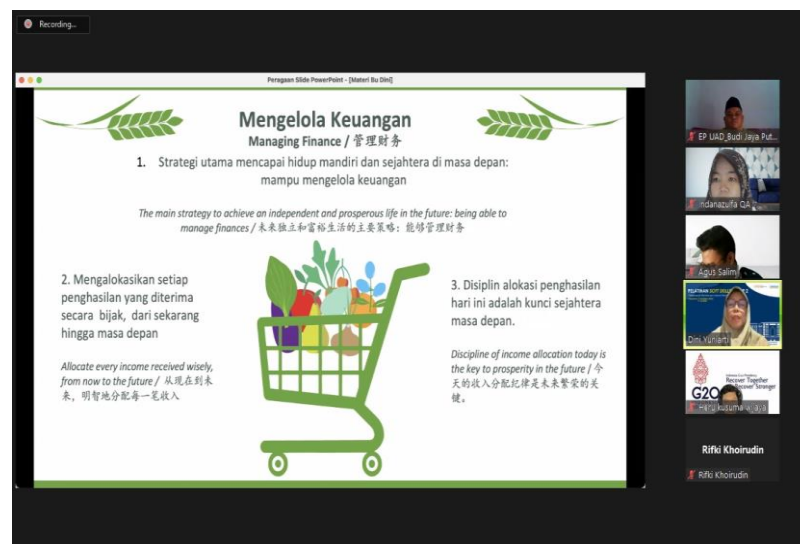 Recording...
Peragaan Slide PowerPoint - [Materi Bu Dini]
Mengelola Keuangan
Managing Finance / 管理财务
1. Strategi utama mencapai hidup mandiri dan sejahtera di masa depan:
mampu mengelola keuangan
The main strategy to achieve an independent and prosperous life in the future: being able to
manage finances / 未来独立和富裕生活的主要策略：能够管理财务
2. Mengalokasikan setiap
penghasilan yang diterima
secara bijak, dari sekarang
hingga masa depan
Allocate every income received wisely,
from now to the future / 从现在到未
来，明智地分配每一笔收入
3. Disiplin alokasi penghasilan
hari ini adalah kunci sejahtera
masa depan.
Discipline of income allocation today is
the key to prosperity in the future / 今
天的收入分配纪律是未来繁荣的关
键。
EP UAD_Budi Jaya Put...
Indanazulfa QA
Agus Salim
PELATIHAN
Dini Yuniarti
Recover Together
Recover Stronger
G20
Heru kusuma wijaya
Rifki Khoirudin
Rifki Khoirudin